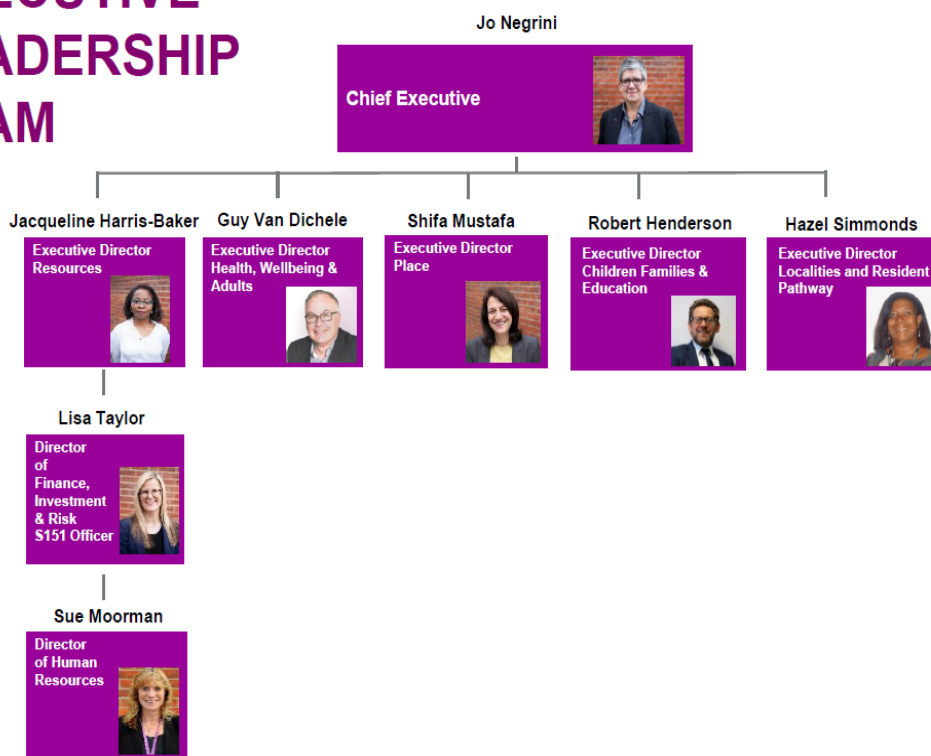 ECUTIVE
ADERSHIP
AM
Jo Negrini
Chief Executive
Jacqueline Harris-Baker
Executive Director
Resources
Guy Van Dichele
Executive Director
Health, Wellbeing &
Adults
Shifa Mustafa
Executive Director
Place
Robert Henderson
Executive Director
Children Families &
Education
Hazel Simmonds
Executive Director
Localities and Resident
Pathway
Lisa Taylor
Director
of
Finance,
Investment
& Risk
S151 Officer
Sue Moorman
Director
of Human
Resources